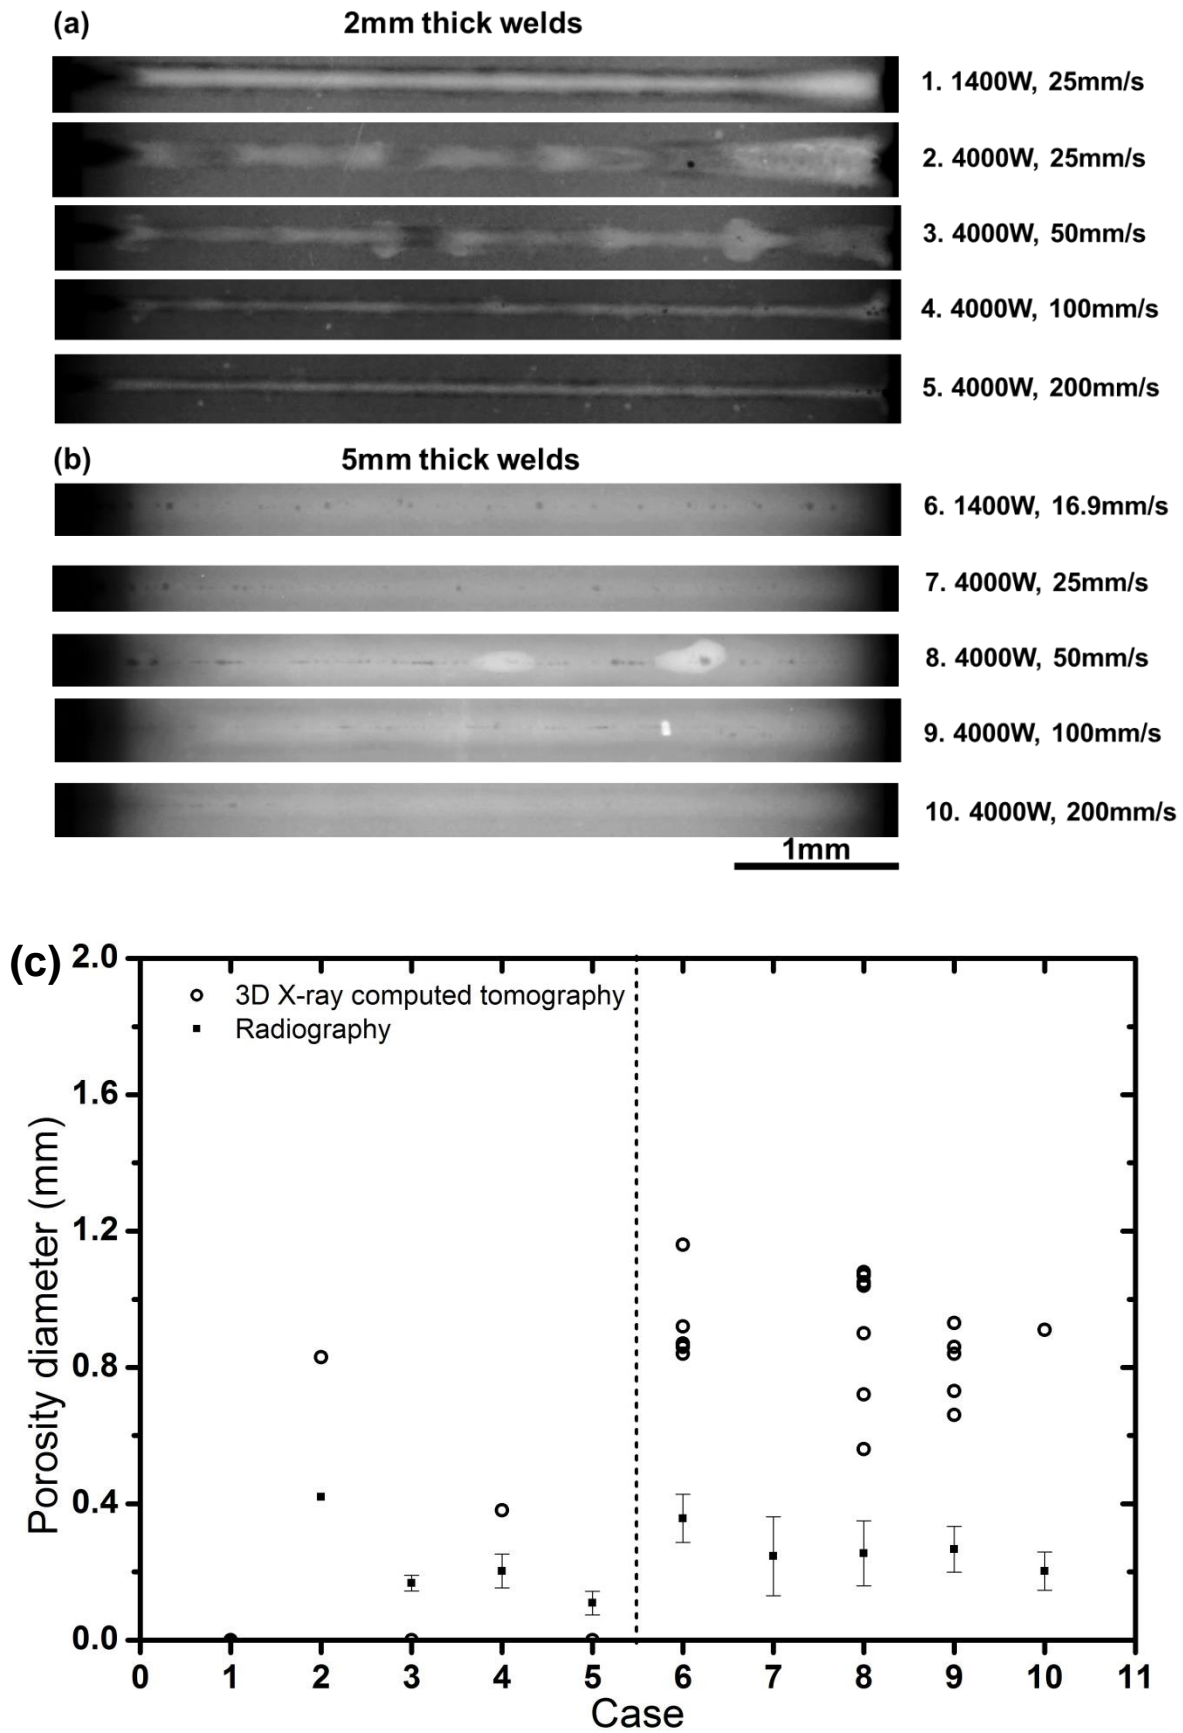 (a)
2mm thick welds
1. 1400W, 25mm/s
2. 4000W, 25mm/s
3. 4000W, 50mm/s
4. 4000W, 100mm/s
5. 4000W, 200mm/s
(b)
5mm thick welds
6. 1400W, 16.9mm/s
7. 4000W, 25mm/s
8. 4000W, 50mm/s
9. 4000W, 100mm/s
10. 4000W, 200mm/s
1mm
(c)
2.0
3D X-ray computed tomography
Radiography
1.6
1.2
0.8
0.4
0.0
Porosity diameter (mm)
0 1 2 3 4 5 6 7 8 9 10 11
Case